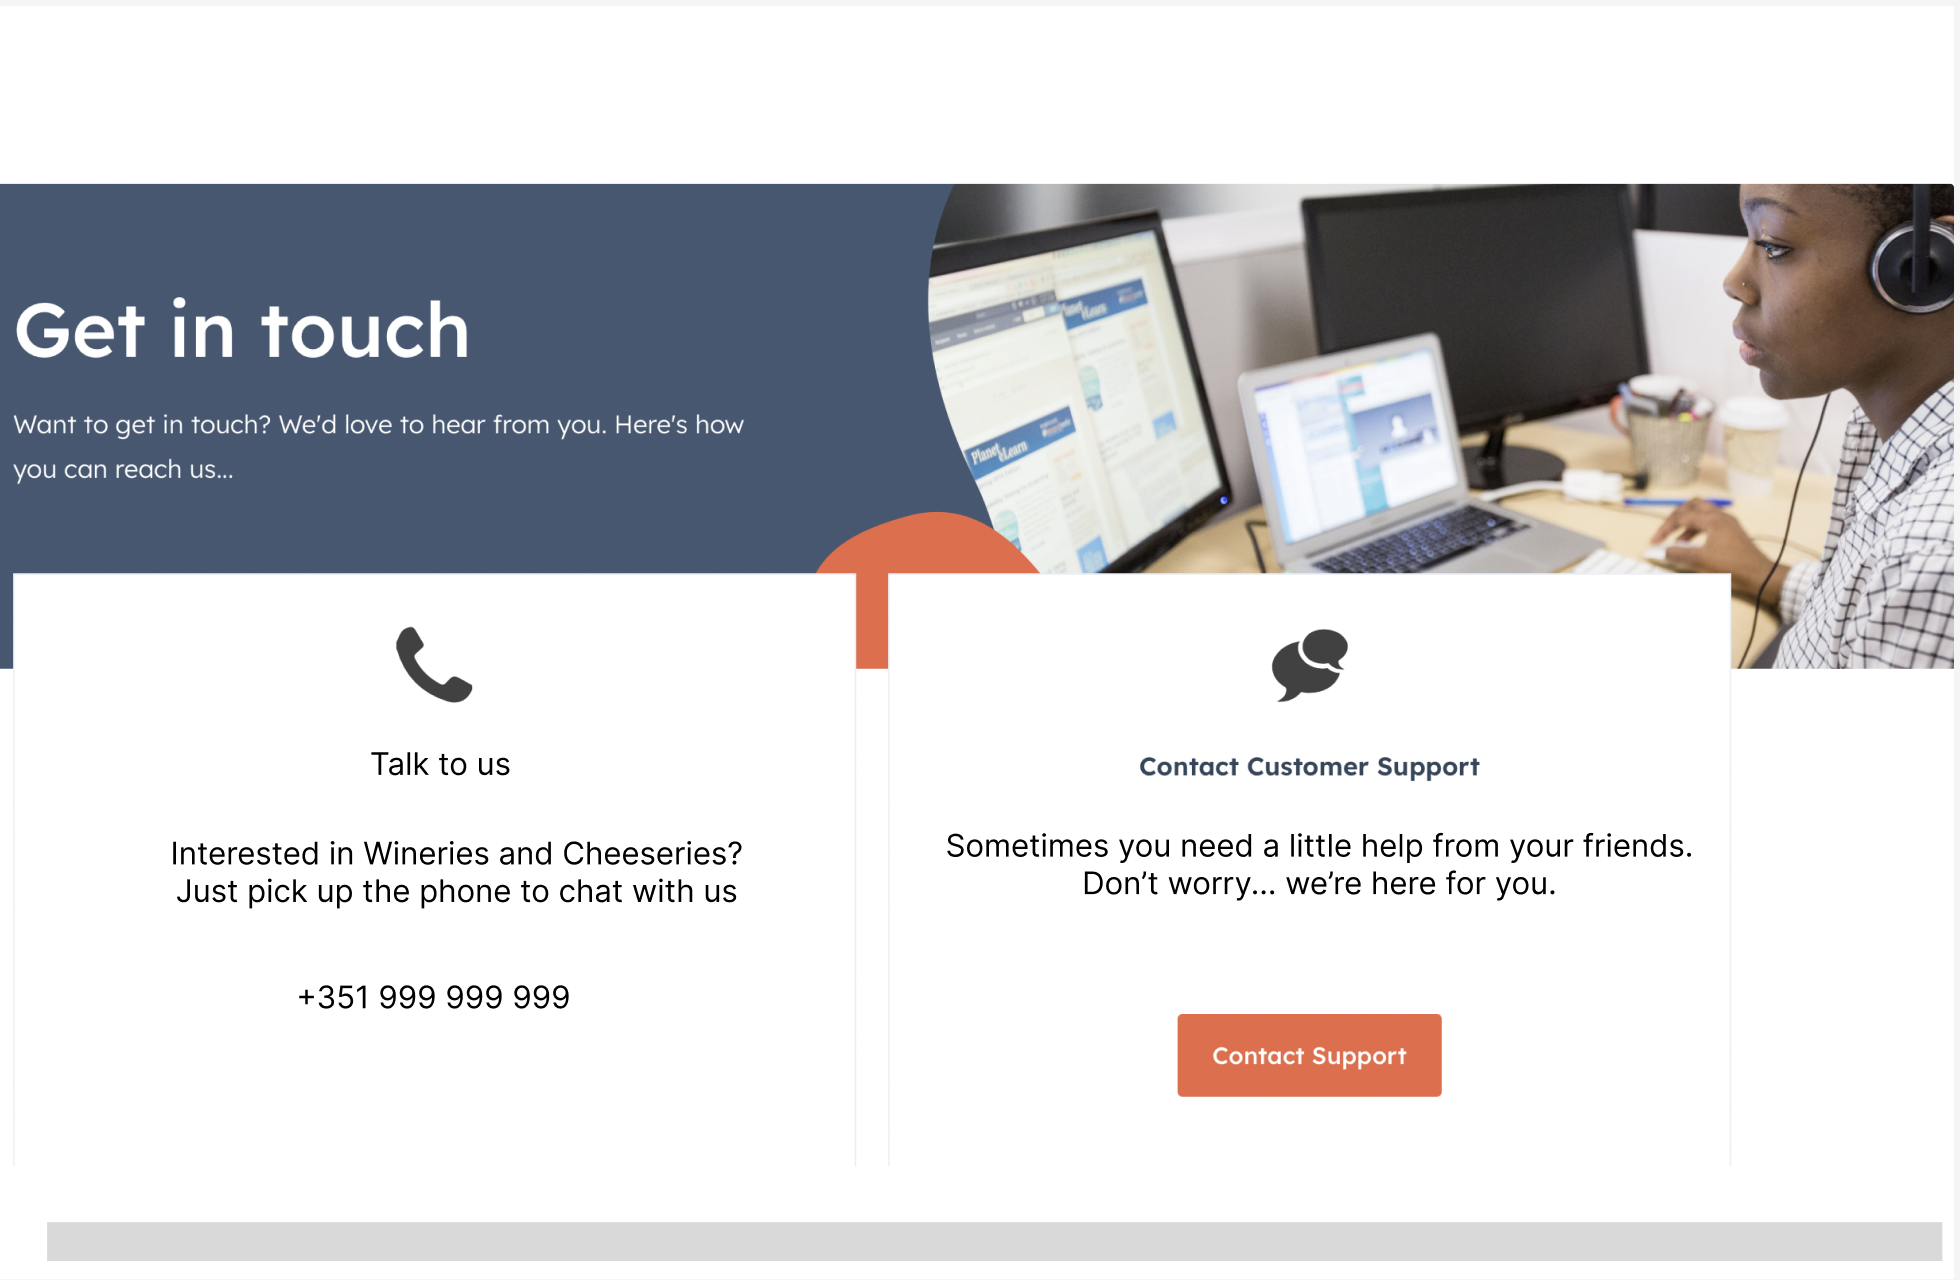 Get in touch
Want to get in touch? We'd love to hear from you. Here's how
you can reach us...
Planet eLearn
Planet eLearn
Talk to us
Interested in Wineries and Cheeseries?
Just pick up the phone to chat with us
+351 999 999 999
Contact Customer Support
Sometimes you need a little help from your friends.
Don’t worry... we’re here for you.
Contact Support